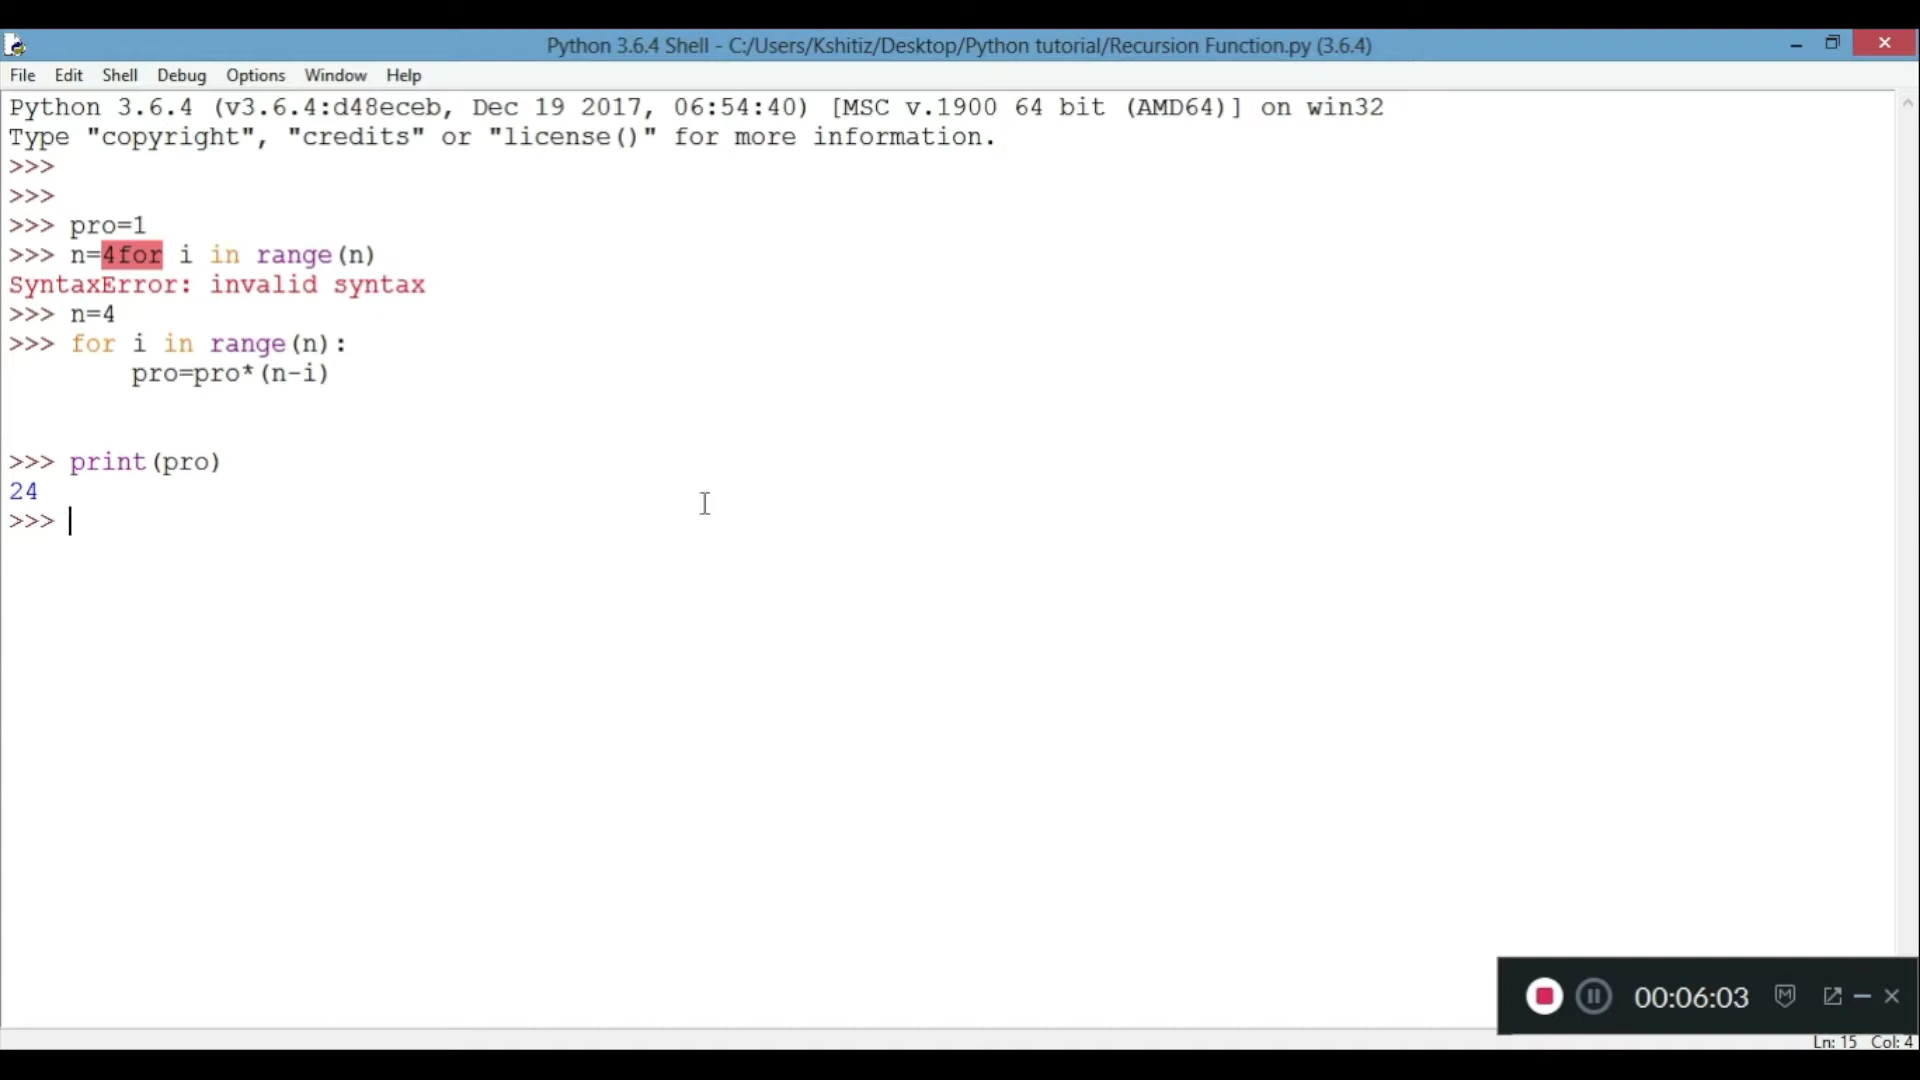 Python 3.6.4 Shell - C:/Users/Kshitiz/Desktop/Python tutorial/Recursion Function.py (3.6.4)
File Edit Shell Debug Options Window Help
Python 3.6.4 (v3.6.4:d48eceb, Dec 19 2017, 06:54:40) [MSC v.1900 64 bit (AMD64)] on win32
Type "copyright", "credits" or "license()" for more information.
>>>
>>>
>>> pro=1
>>> n=4for i in range(n)
SyntaxError: invalid syntax
>>> n=4
>>> for i in range(n):
        pro=pro*(n-i)
>>> print(pro)
24
>>>
00:06:03
Ln: 15 Col: 4